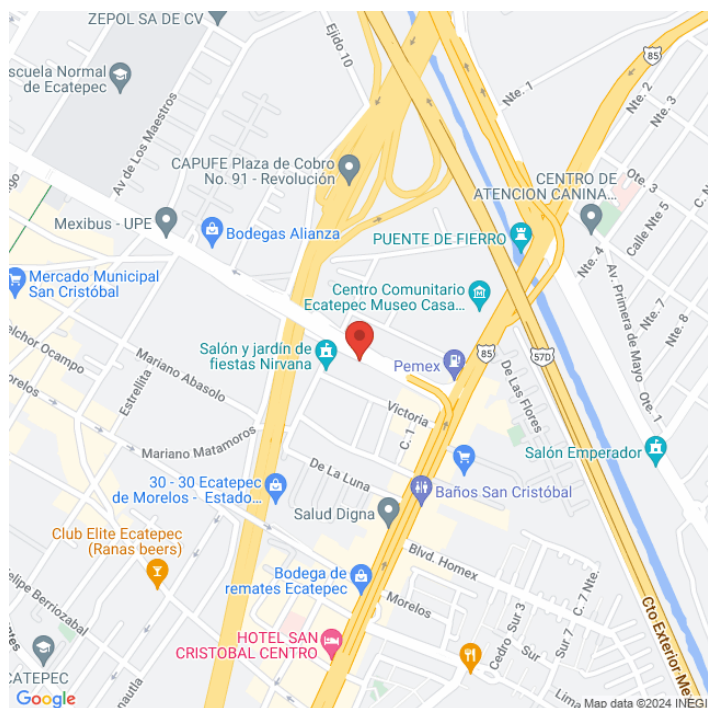 ZEPOL SA DE CV
Ejido 10
85
Escuela Normal
de Ecatepec
Av de Los Maestros
Nte. 1
Nte. 2
Nte. 3
CAPUFE Plaza de Cobro
No. 91 - Revolución
CENTRO DE
ATENCION CANINA...
Ote. 3
C. N
Calle Nte 5
Mexibus - UPE
Bodegas Alianza
PUENTE DE FIERRO
Nte. 4
Mercado Municipal
San Cristóbal
Centro Comunitario
Ecatepec Museo Casa...
Nte. 7
Nte. 8
Av. Primera de Mayo
Ote. 1
elchor Ocampo
Salón y jardín de
fiestas Nirvana
Pemex
85
57D
Estrellita
Mariano Abasolo
Morelos
De Las Flores
Victoria
C. 1
Mariano Matamoros
Salón Emperador
De La Luna
30 - 30 Ecatepec
de Morelos - Estado...
Baños San Cristóbal
Salud Digna
Club Elite Ecatepec
(Ranas beers)
Blvd. Homex
Bodega de
remates Ecatepec
Morelos
Felipe Berriozabal
Cedro
Sur 3
Sur 7
C. 7 Nte.
Cto Exterior Me
HOTEL SAN
CRISTOBAL CENTRO
Sur
Lima
CATEPEC
nautla
Google
Map data ©2024 INEGI